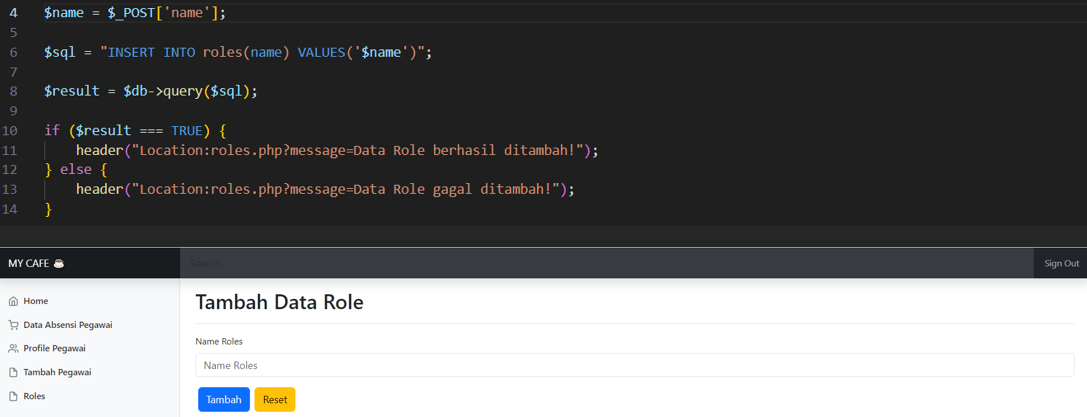 4 $name = $_POST['name'];
5
6 $sql = "INSERT INTO roles(name) VALUES('$name')";
7
8 $result = $db->query($sql);
9
10 if ($result === TRUE) {
11 header("Location:roles.php?message=Data Role berhasil ditambah!");
12 } else {
13 header("Location:roles.php?message=Data Role gagal ditambah!");
14 }
MY CAFE ☕
Search
Sign Out
Home
Data Absensi Pegawai
Profile Pegawai
Tambah Pegawai
Roles
Tambah Data Role
Name Roles
Name Roles
Tambah
Reset